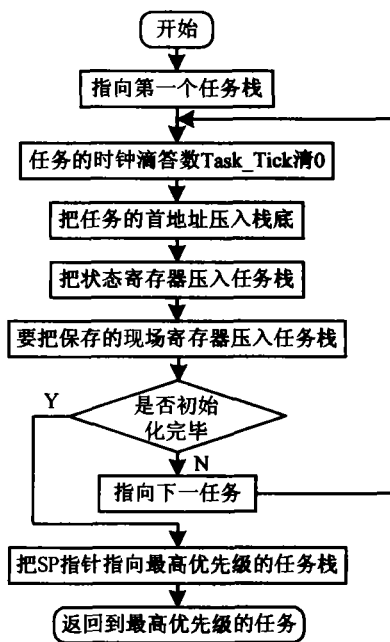 开始
指向第一个任务栈
任务的时钟滴答数Task_Tick清0
把任务的首地址压入栈底
把状态寄存器压入任务栈
要把保存的现场寄存器压入任务栈
是否初始
化完毕
Y
N
指向下一任务
把SP指针指向最高优先级的任务栈
返回到最高优先级的任务